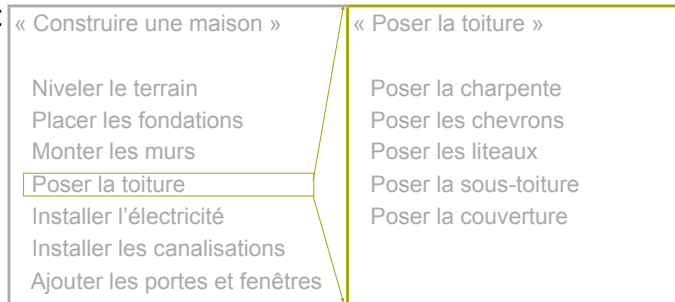 « Construire une maison »
Niveler le terrain
Placer les fondations
Monter les murs
Poser la toiture
Installer l’électricité
Installer les canalisations
Ajouter les portes et fenêtres
« Poser la toiture »
Poser la charpente
Poser les chevrons
Poser les liteaux
Poser la sous-toiture
Poser la couverture